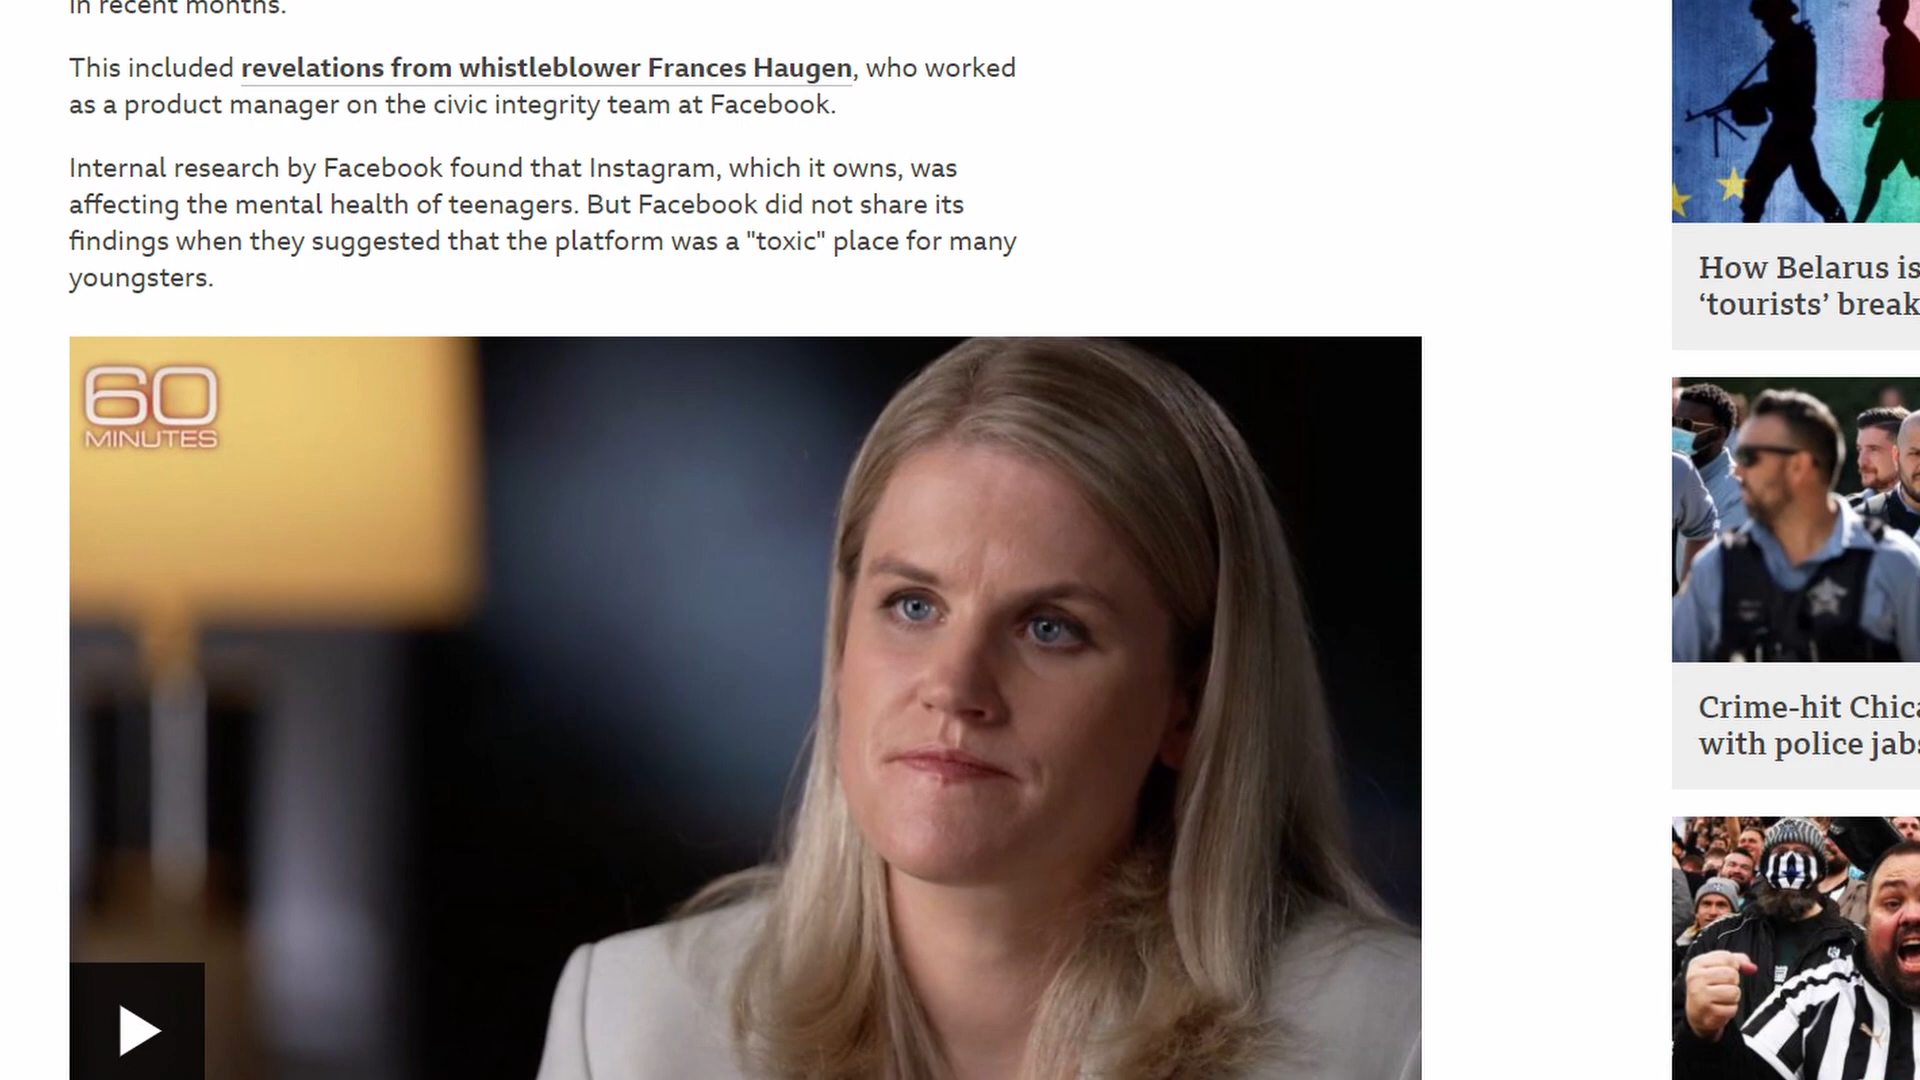 in recent months.
This included revelations from whistleblower Frances Haugen, who worked
as a product manager on the civic integrity team at Facebook.
Internal research by Facebook found that Instagram, which it owns, was
affecting the mental health of teenagers. But Facebook did not share its
findings when they suggested that the platform was a "toxic" place for many
youngsters.
60
MINUTES
How Belarus is
‘tourists’ break
Crime-hit Chica
with police jabs